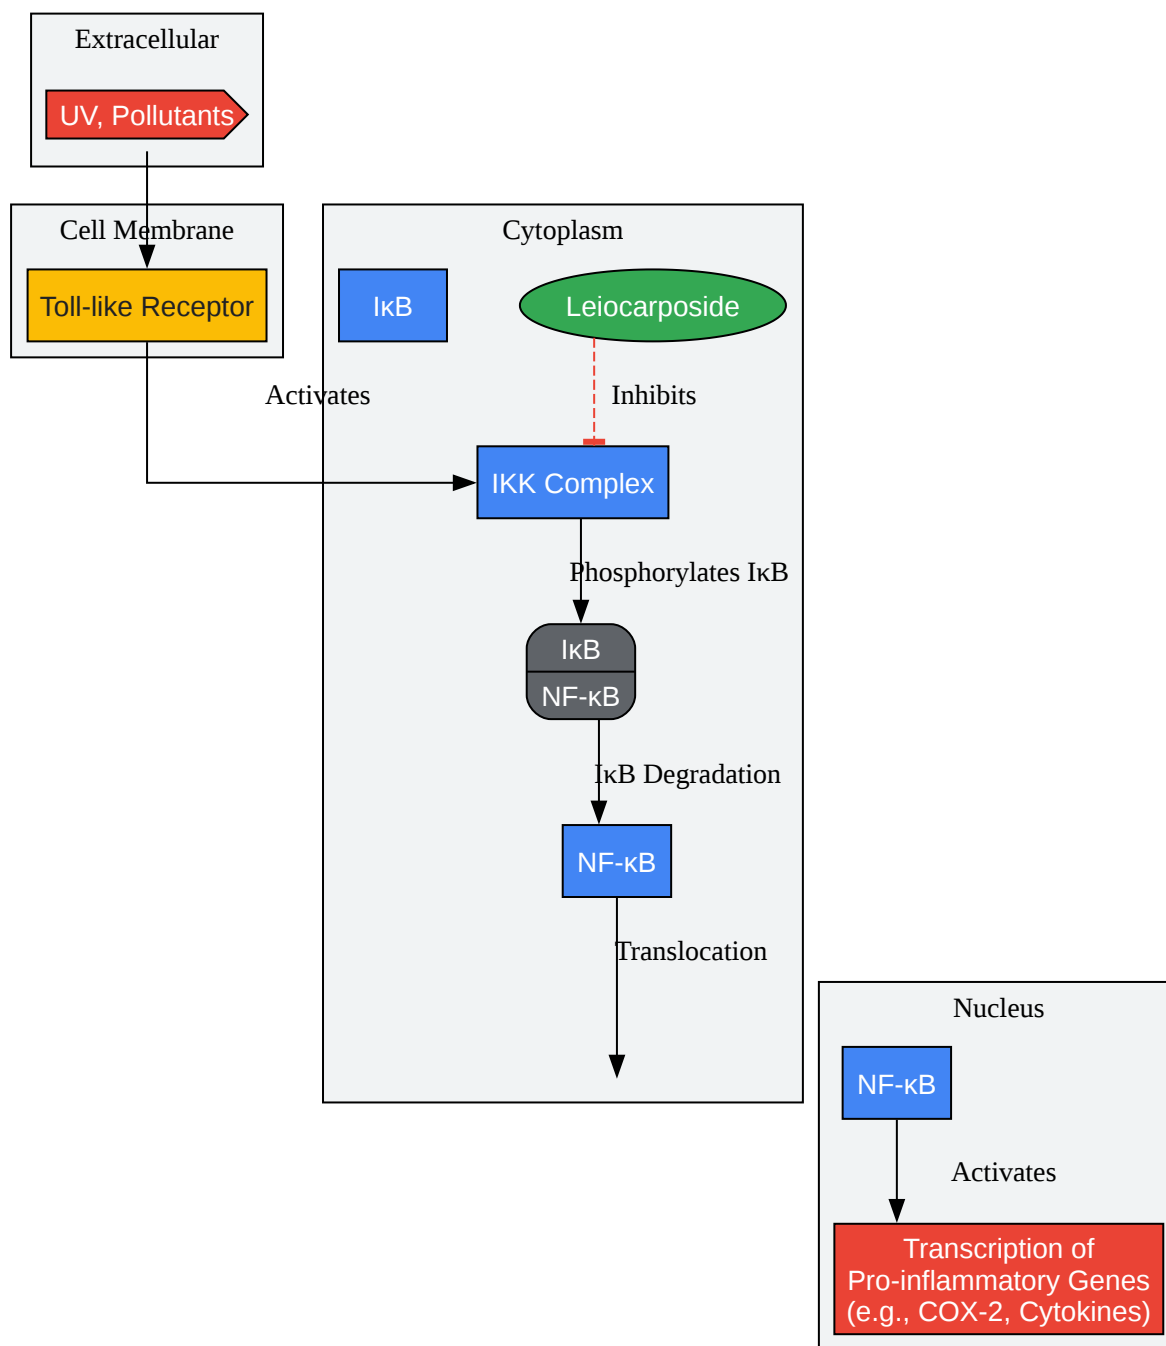 Extracellular
UV, Pollutants
Cell Membrane
Toll-like Receptor
Cytoplasm
IκB
Leiocarposide
Activates
Inhibits
IKK Complex
Phosphorylates IκB
IκB
NF-κB
IκB Degradation
NF-κB
Translocation
Nucleus
NF-κB
Activates
Transcription of
Pro-inflammatory Genes
(e.g., COX-2, Cytokines)